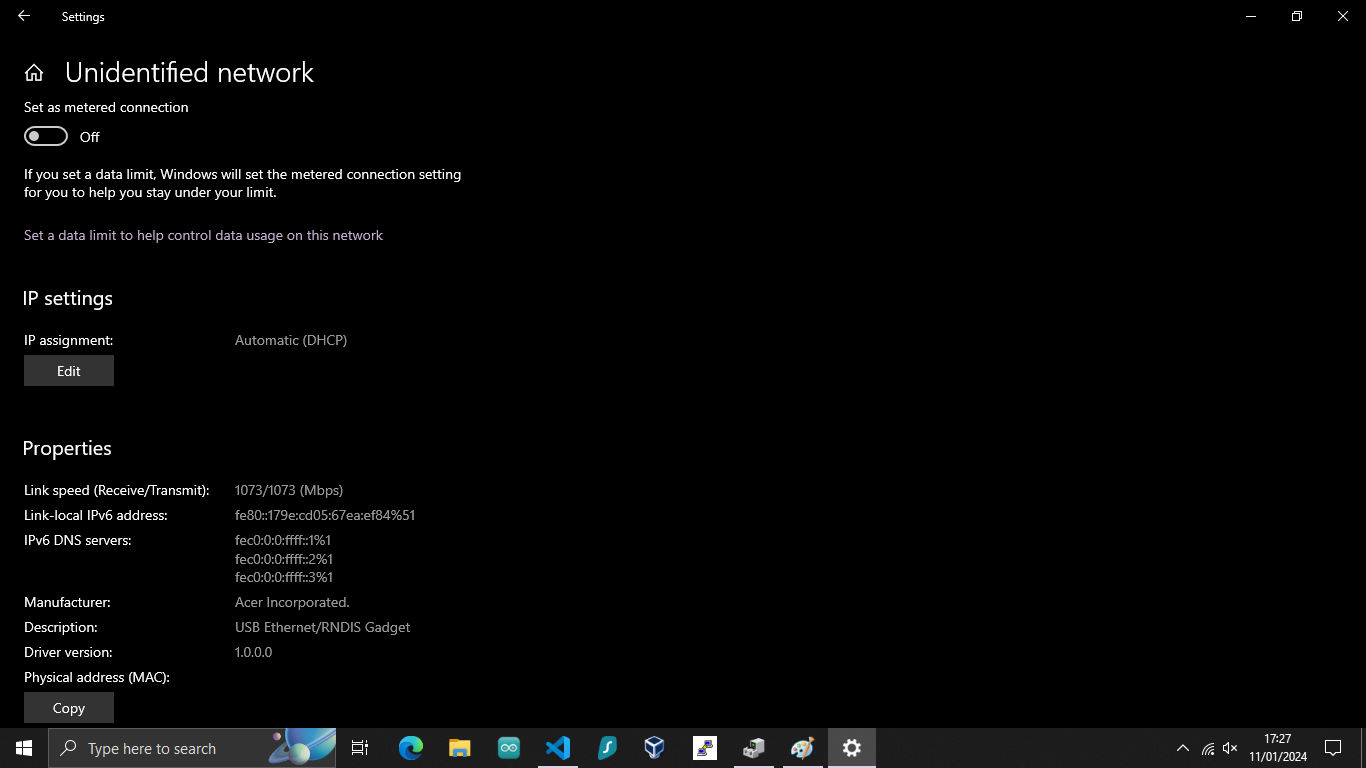 Settings
Unidentified network
Set as metered connection
Off
If you set a data limit, Windows will set the metered connection setting
for you to help you stay under your limit.
Set a data limit to help control data usage on this network
IP settings
IP assignment: Automatic (DHCP)
Edit
Properties
Link speed (Receive/Transmit): 1073/1073 (Mbps)
Link-local IPv6 address: fe80::179e:cd05:67ea:ef84%51
IPv6 DNS servers: fec0:0:0:ffff::1%1
fec0:0:0:ffff::2%1
fec0:0:0:ffff::3%1
Manufacturer: Acer Incorporated.
Description: USB Ethernet/RNDIS Gadget
Driver version: 1.0.0.0
Physical address (MAC):
Copy
Type here to search
17:27
11/01/2024